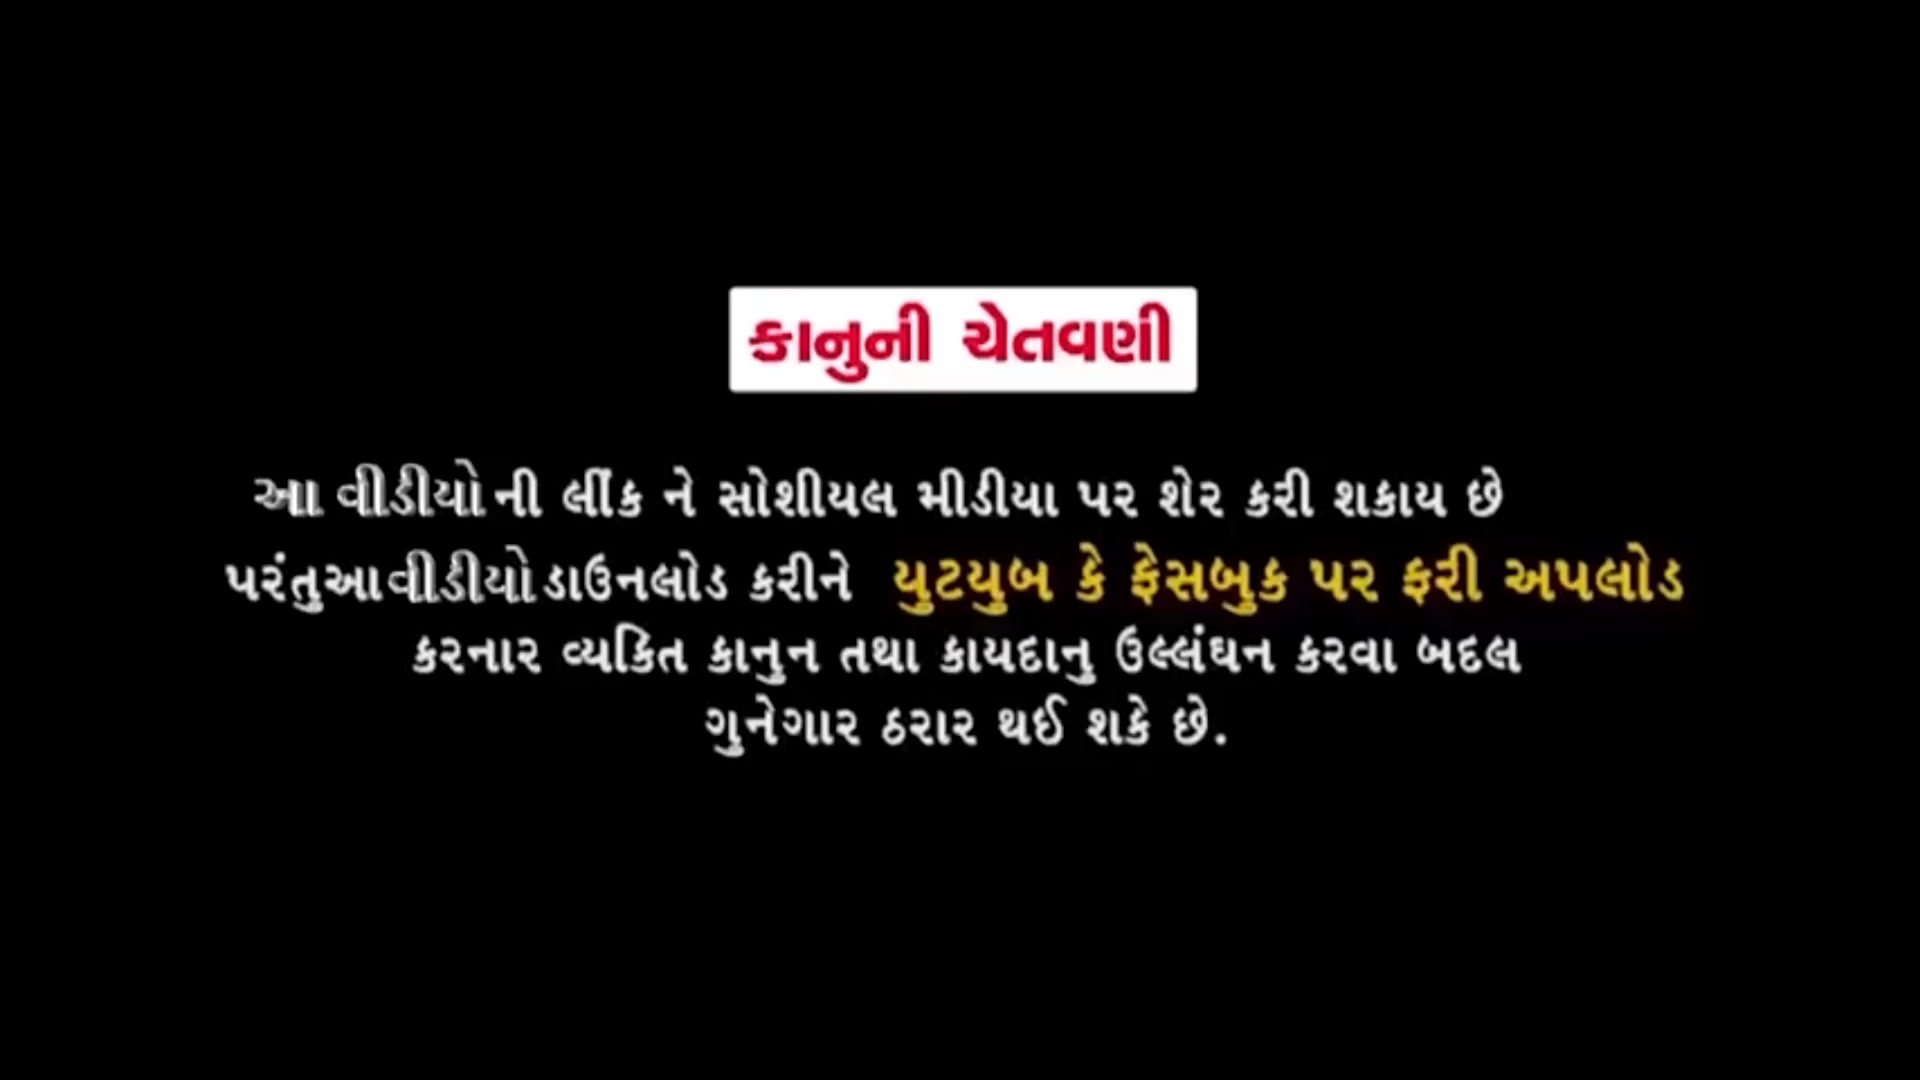 કાનુની ચેતવણી
આ વીડીયો ની લીંક ને સોશીયલ મીડીયા પર શેર કરી શકાય છે
પરંતુ આ વીડીયો ડાઉનલોડ કરીને યુટયુબ કે ફેસબુક પર ફરી અપલોડ
કરનાર વ્યકિત કાનુન તથા કાયદાનુ ઉલ્લંઘન કરવા બદલ
ગુનેગાર ઠરાર થઈ શકે છે.